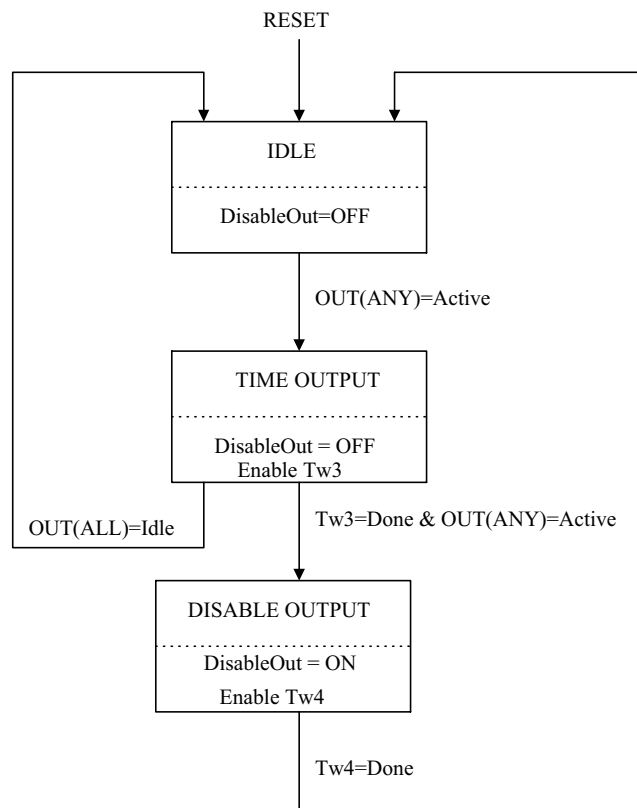 RESET
IDLE
DisableOut=OFF
OUT(ANY)=Active
TIME OUTPUT
DisableOut = OFF
Enable Tw3
OUT(ALL)=Idle
Tw3=Done & OUT(ANY)=Active
DISABLE OUTPUT
DisableOut = ON
Enable Tw4
Tw4=Done